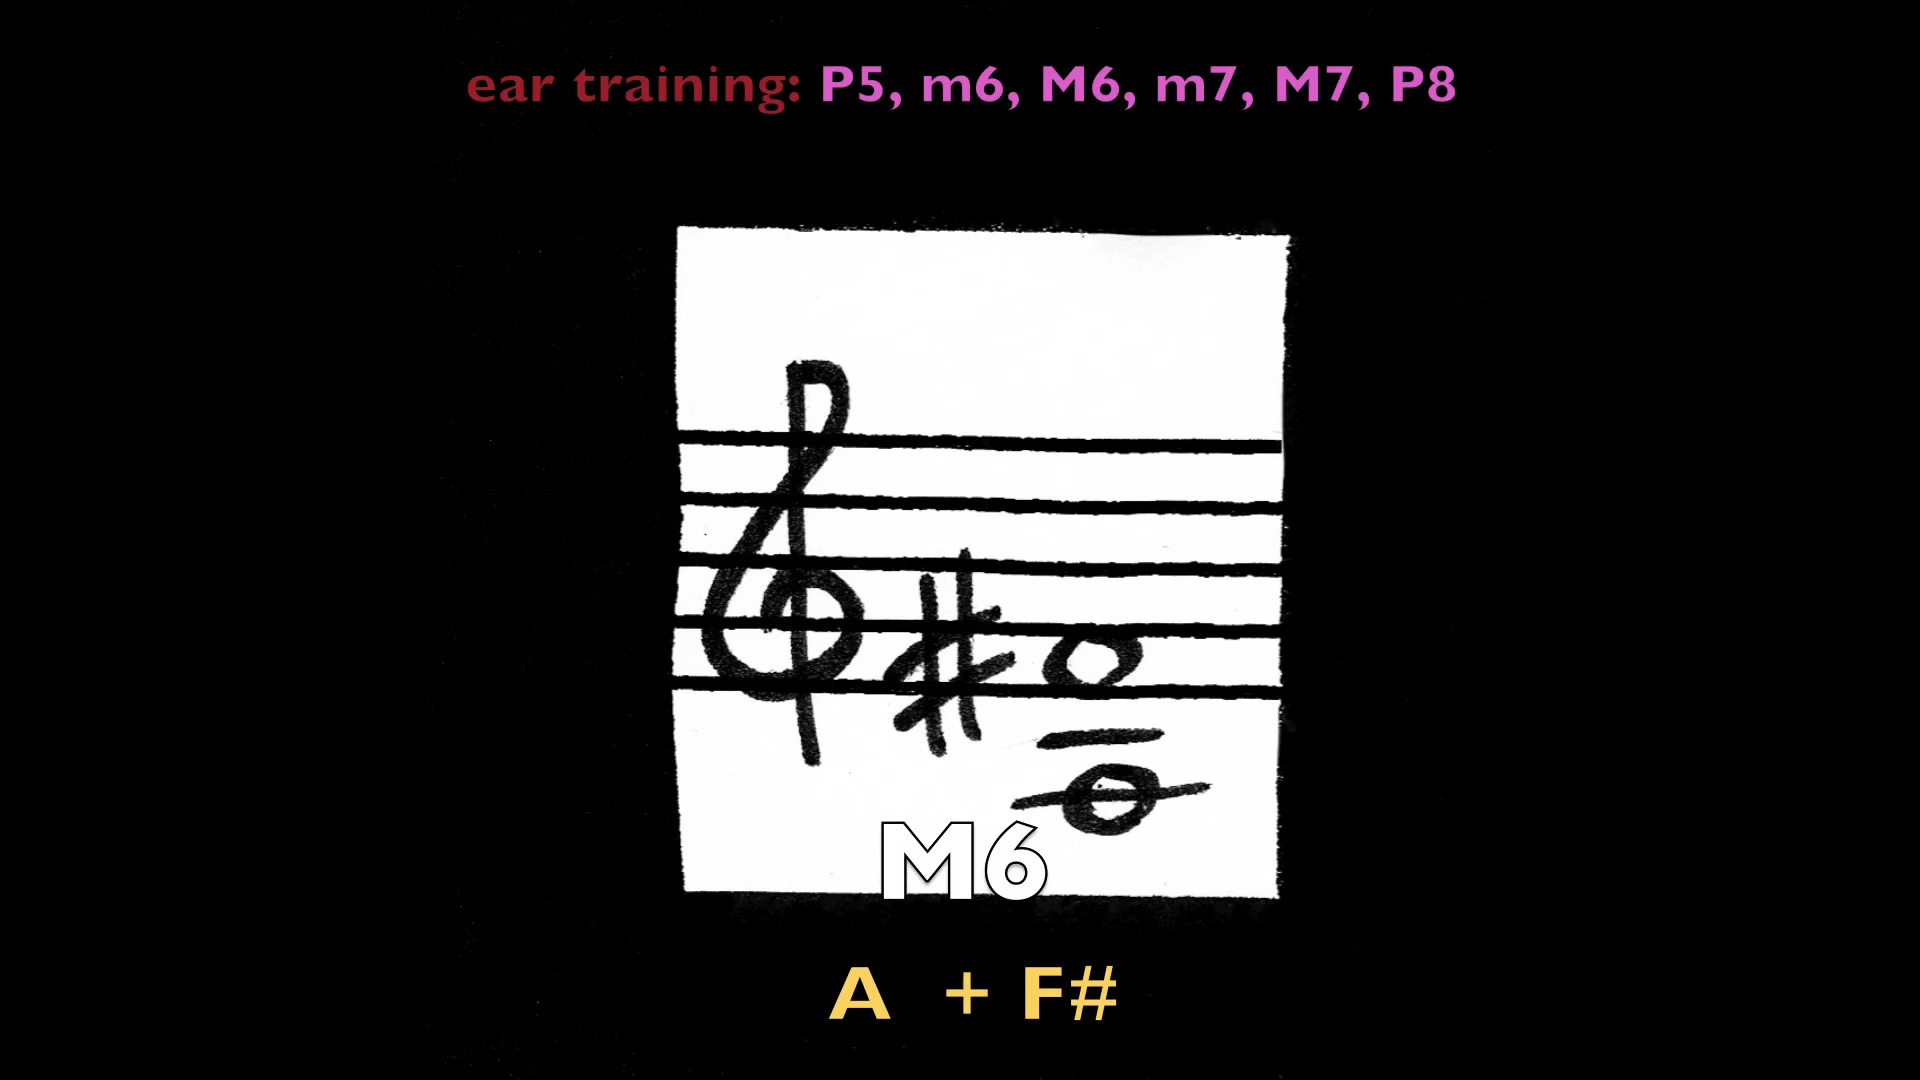 ear training: P5, m6, M6, m7, M7, P8
M6
A + F#